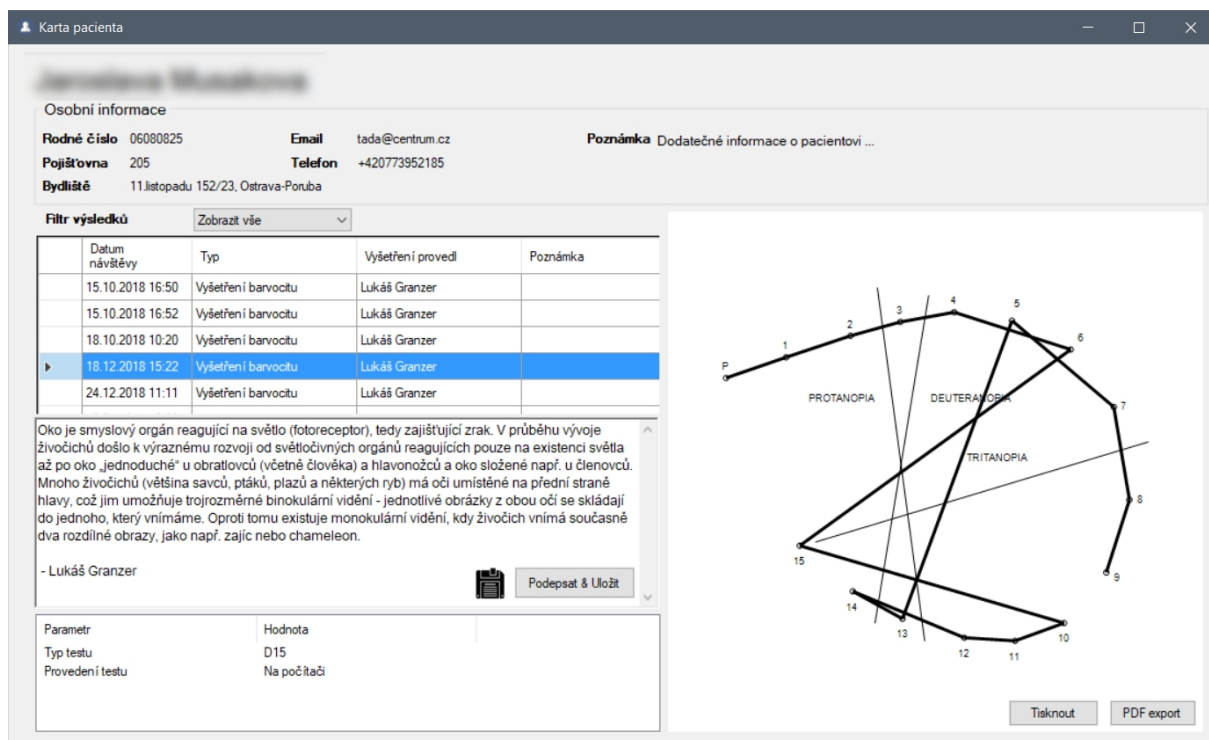 Karta pacienta
Osobní informace
Rodné číslo 06080825 Email tada@centrum.cz Poznámka Dodatečné informace o pacientovi ...
Pojišťovna 205 Telefon +420773952185
Bydliště 11.listopadu 152/23, Ostrava-Poruba
Filtr výsledků Zobrazit vše
Datum návštěvy Typ Vyšetření provedl Poznámka
15.10.2018 16:50 Vyšetření barvocitu Lukáš Granzer
15.10.2018 16:52 Vyšetření barvocitu Lukáš Granzer
18.10.2018 10:20 Vyšetření barvocitu Lukáš Granzer
18.12.2018 15:22 Vyšetření barvocitu Lukáš Granzer
24.12.2018 11:11 Vyšetření barvocitu Lukáš Granzer
Oko je smyslový orgán reagující na světlo (fotoreceptor), tedy zajišťující zrak. V průběhu vývoje
živočichů došlo k výraznému rozvoji od světločivných orgánů reagujících pouze na existenci světla
až po oko „jednoduché“ u obratlovců (včetně člověka) a hlavonožců a oko složené např. u členovců.
Mnoho živočichů (většina savců, ptáků, plazů a některých ryb) má oči umístěné na přední straně
hlavy, což jim umožňuje trojrozměrné binokulární vidění - jednotlivé obrázky z obou očí se skládají
do jednoho, který vnímáme. Oproti tomu existuje monokulární vidění, kdy živočich vnímá současně
dva rozdílné obrazy, jako např. zajíc nebo chameleon.
- Lukáš Granzer
Podepsat & Uložit
Parametr Hodnota
Typ testu D15
Provedení testu Na počítači
P
1
2
3
4
5
6
7
8
9
10
11
12
13
14
15
PROTANOPIA
DEUTERANOPIA
TRITANOPIA
Tisknout
PDF export